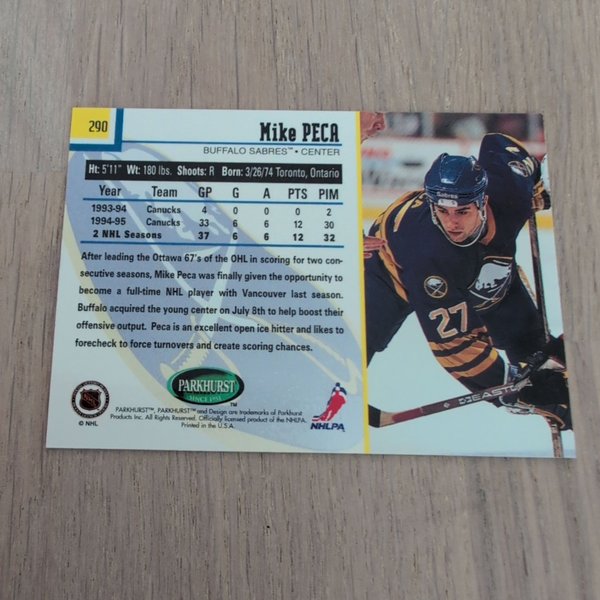 290
Mike PECA
BUFFALO SABRES™ • CENTER
Ht: 5'11" Wt: 180 lbs. Shoots: R Born: 3/26/74 Toronto, Ontario
Year Team GP G A PTS PIM
1993-94 Canucks 4 0 0 0 2
1994-95 Canucks 33 6 6 12 30
2 NHL Seasons 37 6 6 12 32
After leading the Ottawa 67's of the OHL in scoring for two con-
secutive seasons, Mike Peca was finally given the opportunity to
become a full-time NHL player with Vancouver last season.
Buffalo acquired the young center on July 8th to help boost their
offensive output. Peca is an excellent open ice hitter and likes to
forecheck to force turnovers and create scoring chances.
PARKHURST
SINCE 1951
™
NHL
© NHL
PARKHURST™, PARKHURST™ and Design are trademarks of Parkhurst
Products Inc. All Rights Reserved. Officially licensed product of the NHLPA.
Printed in the U.S.A.
NHLPA
Sabres
27